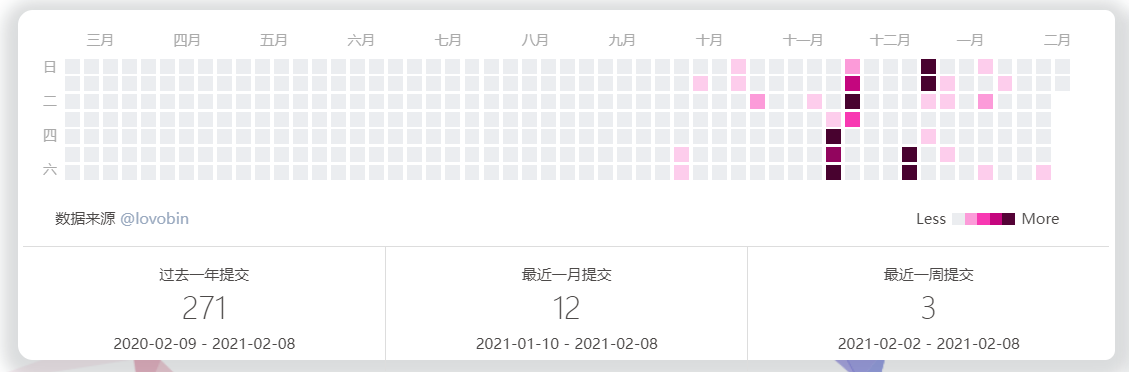 三月 四月 五月 六月 七月 八月 九月 十月 十一月 十二月 一月 二月
日
二
四
六
数据来源 @lovobin Less More
过去一年提交 最近一月提交 最近一周提交
271 12 3
2020-02-09 - 2021-02-08 2021-01-10 - 2021-02-08 2021-02-02 - 2021-02-08